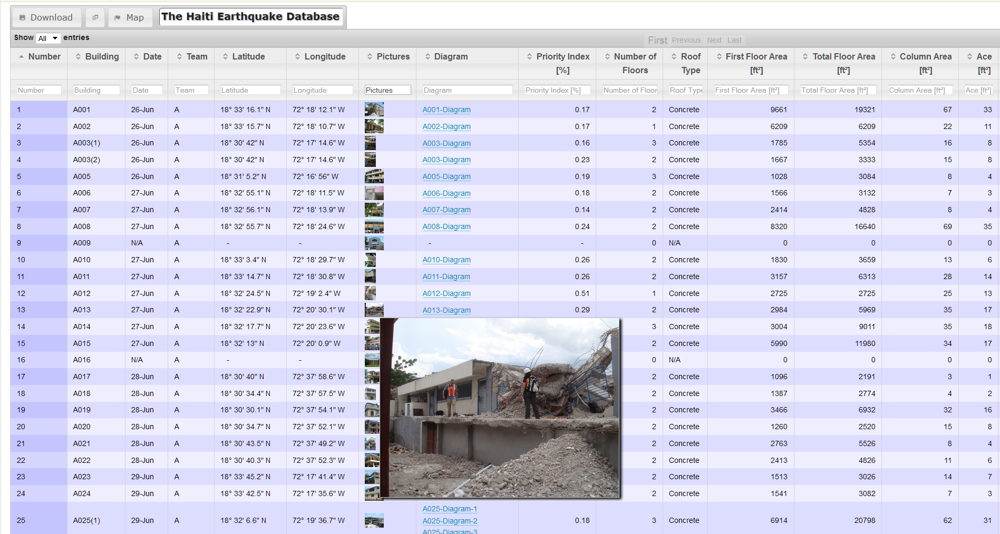 Download Map The Haiti Earthquake Database
Show All entries First Previous Next Last
Number Building Date Team Latitude Longitude Pictures Diagram Priority Index [%] Number of Floors Roof Type First Floor Area [ft²] Total Floor Area [ft²] Column Area [ft²] Ace [ft²]
Number Building Date Team Latitude Longitude Pictures Diagram Priority Index [%] Number of Floor Roof Type First Floor Area [ft²] Total Floor Area [ft²] Column Area [ft²] Ace [ft²]
1 A001 26-Jun A 18° 33' 16.1" N 72° 18' 12.1" W A001-Diagram 0.17 2 Concrete 9661 19321 67 33
2 A002 26-Jun A 18° 33' 15.7" N 72° 18' 10.7" W A002-Diagram 0.17 1 Concrete 6209 6209 22 11
3 A003(1) 26-Jun A 18° 30' 42" N 72° 17' 14.6" W A003-Diagram 0.16 3 Concrete 1785 5354 16 8
4 A003(2) 26-Jun A 18° 30' 42" N 72° 17' 14.6" W A003-Diagram 0.23 2 Concrete 1667 3333 15 8
5 A005 26-Jun A 18° 31' 5.2" N 72° 16' 56" W A005-Diagram 0.19 3 Concrete 1028 3084 8 4
6 A006 27-Jun A 18° 32' 55.1" N 72° 18' 11.5" W A006-Diagram 0.18 2 Concrete 1566 3132 7 3
7 A007 27-Jun A 18° 32' 56.1" N 72° 18' 13.9" W A007-Diagram 0.14 2 Concrete 2414 4828 8 4
8 A008 27-Jun A 18° 32' 55.7" N 72° 18' 24.6" W A008-Diagram 0.24 2 Concrete 8320 16640 69 35
9 A009 N/A A - - - - 0 N/A 0 0 0 0
10 A010 27-Jun A 18° 33' 3.4" N 72° 18' 29.7" W A010-Diagram 0.26 2 Concrete 1830 3659 13 6
11 A011 27-Jun A 18° 33' 14.7" N 72° 18' 30.8" W A011-Diagram 0.26 2 Concrete 3157 6313 28 14
12 A012 27-Jun A 18° 32' 24.5" N 72° 19' 2.4" W A012-Diagram 0.51 1 Concrete 2725 2725 25 13
13 A013 27-Jun A 18° 32' 22.9" N 72° 20' 30.1" W A013-Diagram 0.29 2 Concrete 2984 5969 35 17
14 A014 27-Jun A 18° 32' 17.7" N 72° 20' 23.6" W 3 Concrete 3004 9011 35 18
15 A015 27-Jun A 18° 32' 13" N 72° 20' 0.9" W 2 Concrete 5990 11980 34 17
16 A016 N/A A - - 0 N/A 0 0 0 0
17 A017 28-Jun A 18° 30' 40" N 72° 37' 58.6" W 2 Concrete 1096 2191 3 1
18 A018 28-Jun A 18° 30' 34.4" N 72° 37' 57.5" W 2 Concrete 1387 2774 4 2
19 A019 28-Jun A 18° 30' 30.1" N 72° 37' 54.1" W 2 Concrete 3466 6932 32 16
20 A020 28-Jun A 18° 30' 34.7" N 72° 37' 52.1" W 2 Concrete 1260 2520 15 8
21 A021 28-Jun A 18° 30' 43.5" N 72° 37' 49.2" W 2 Concrete 2763 5526 8 4
22 A022 28-Jun A 18° 30' 40.3" N 72° 37' 52.3" W 2 Concrete 2413 4826 11 6
23 A023 29-Jun A 18° 33' 45.2" N 72° 17' 41.4" W 2 Concrete 1513 3026 14 7
24 A024 29-Jun A 18° 33' 42.5" N 72° 17' 35.6" W 2 Concrete 1541 3082 7 3
A025-Diagram-1
25 A025(1) 29-Jun A 18° 32' 6.6" N 72° 19' 36.7" W A025-Diagram-2 0.18 3 Concrete 6914 20798 62 31
A025-Diagram-3